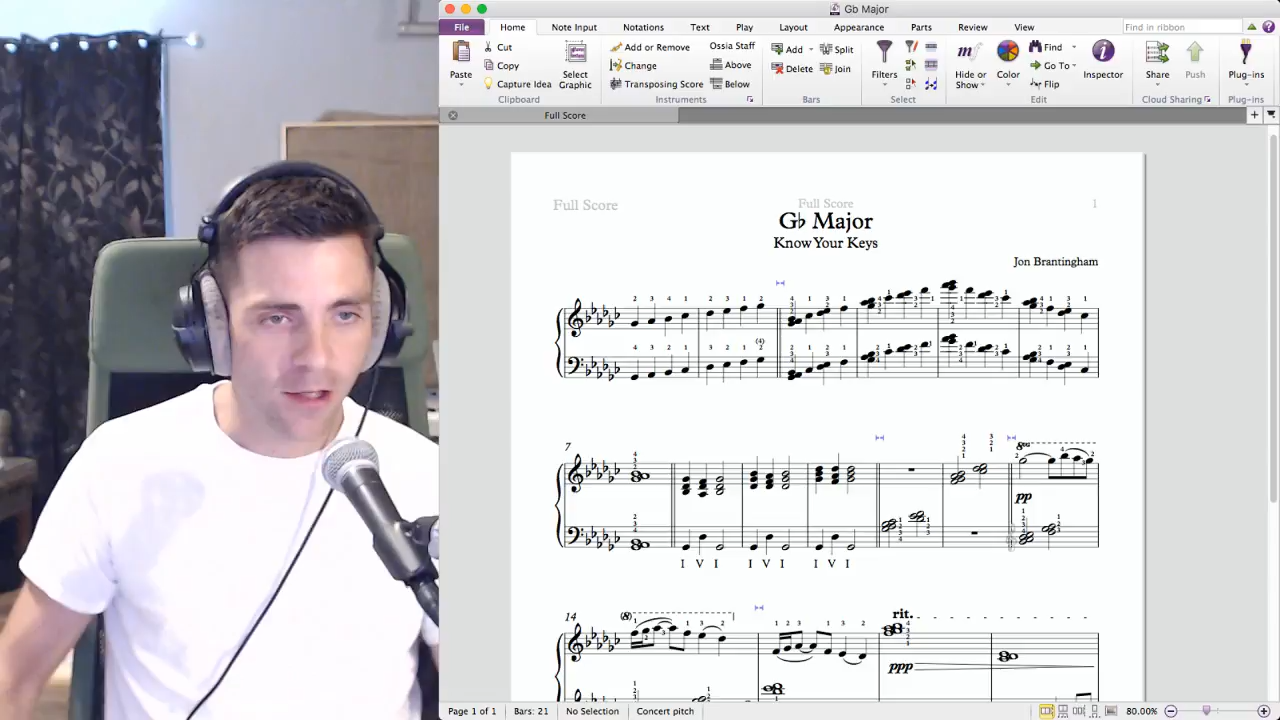 Gb Major
File Home Note Input Notations Text Play Layout Appearance Parts Review View Find in ribbon
Paste Cut Copy Capture Idea Select Graphic Clipboard
Add or Remove Change Transposing Score Ossia Staff Above Below Instruments
Add Delete Split Join Bars
Filters Select
Hide or Show Color Find Go To Flip Inspector Edit
Share Push Cloud Sharing
Plug-ins Plug-ins
Full Score
Full Score Full Score 1
G♭ Major
Know Your Keys
Jon Brantingham
7
8va
pp
I V I I V I I V I
14 (8) rit.
ppp
Page 1 of 1 Bars: 21 No Selection Concert pitch 80.00%